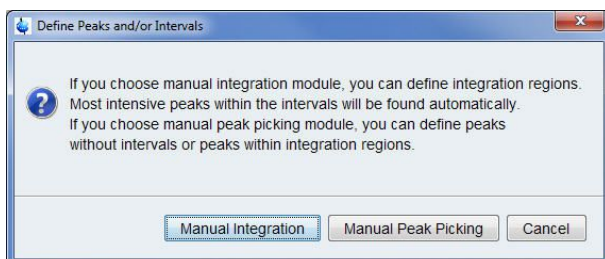 Define Peaks and/or Intervals
If you choose manual integration module, you can define integration regions.
Most intensive peaks within the intervals will be found automatically.
If you choose manual peak picking module, you can define peaks
without intervals or peaks within integration regions.
Manual Integration Manual Peak Picking Cancel